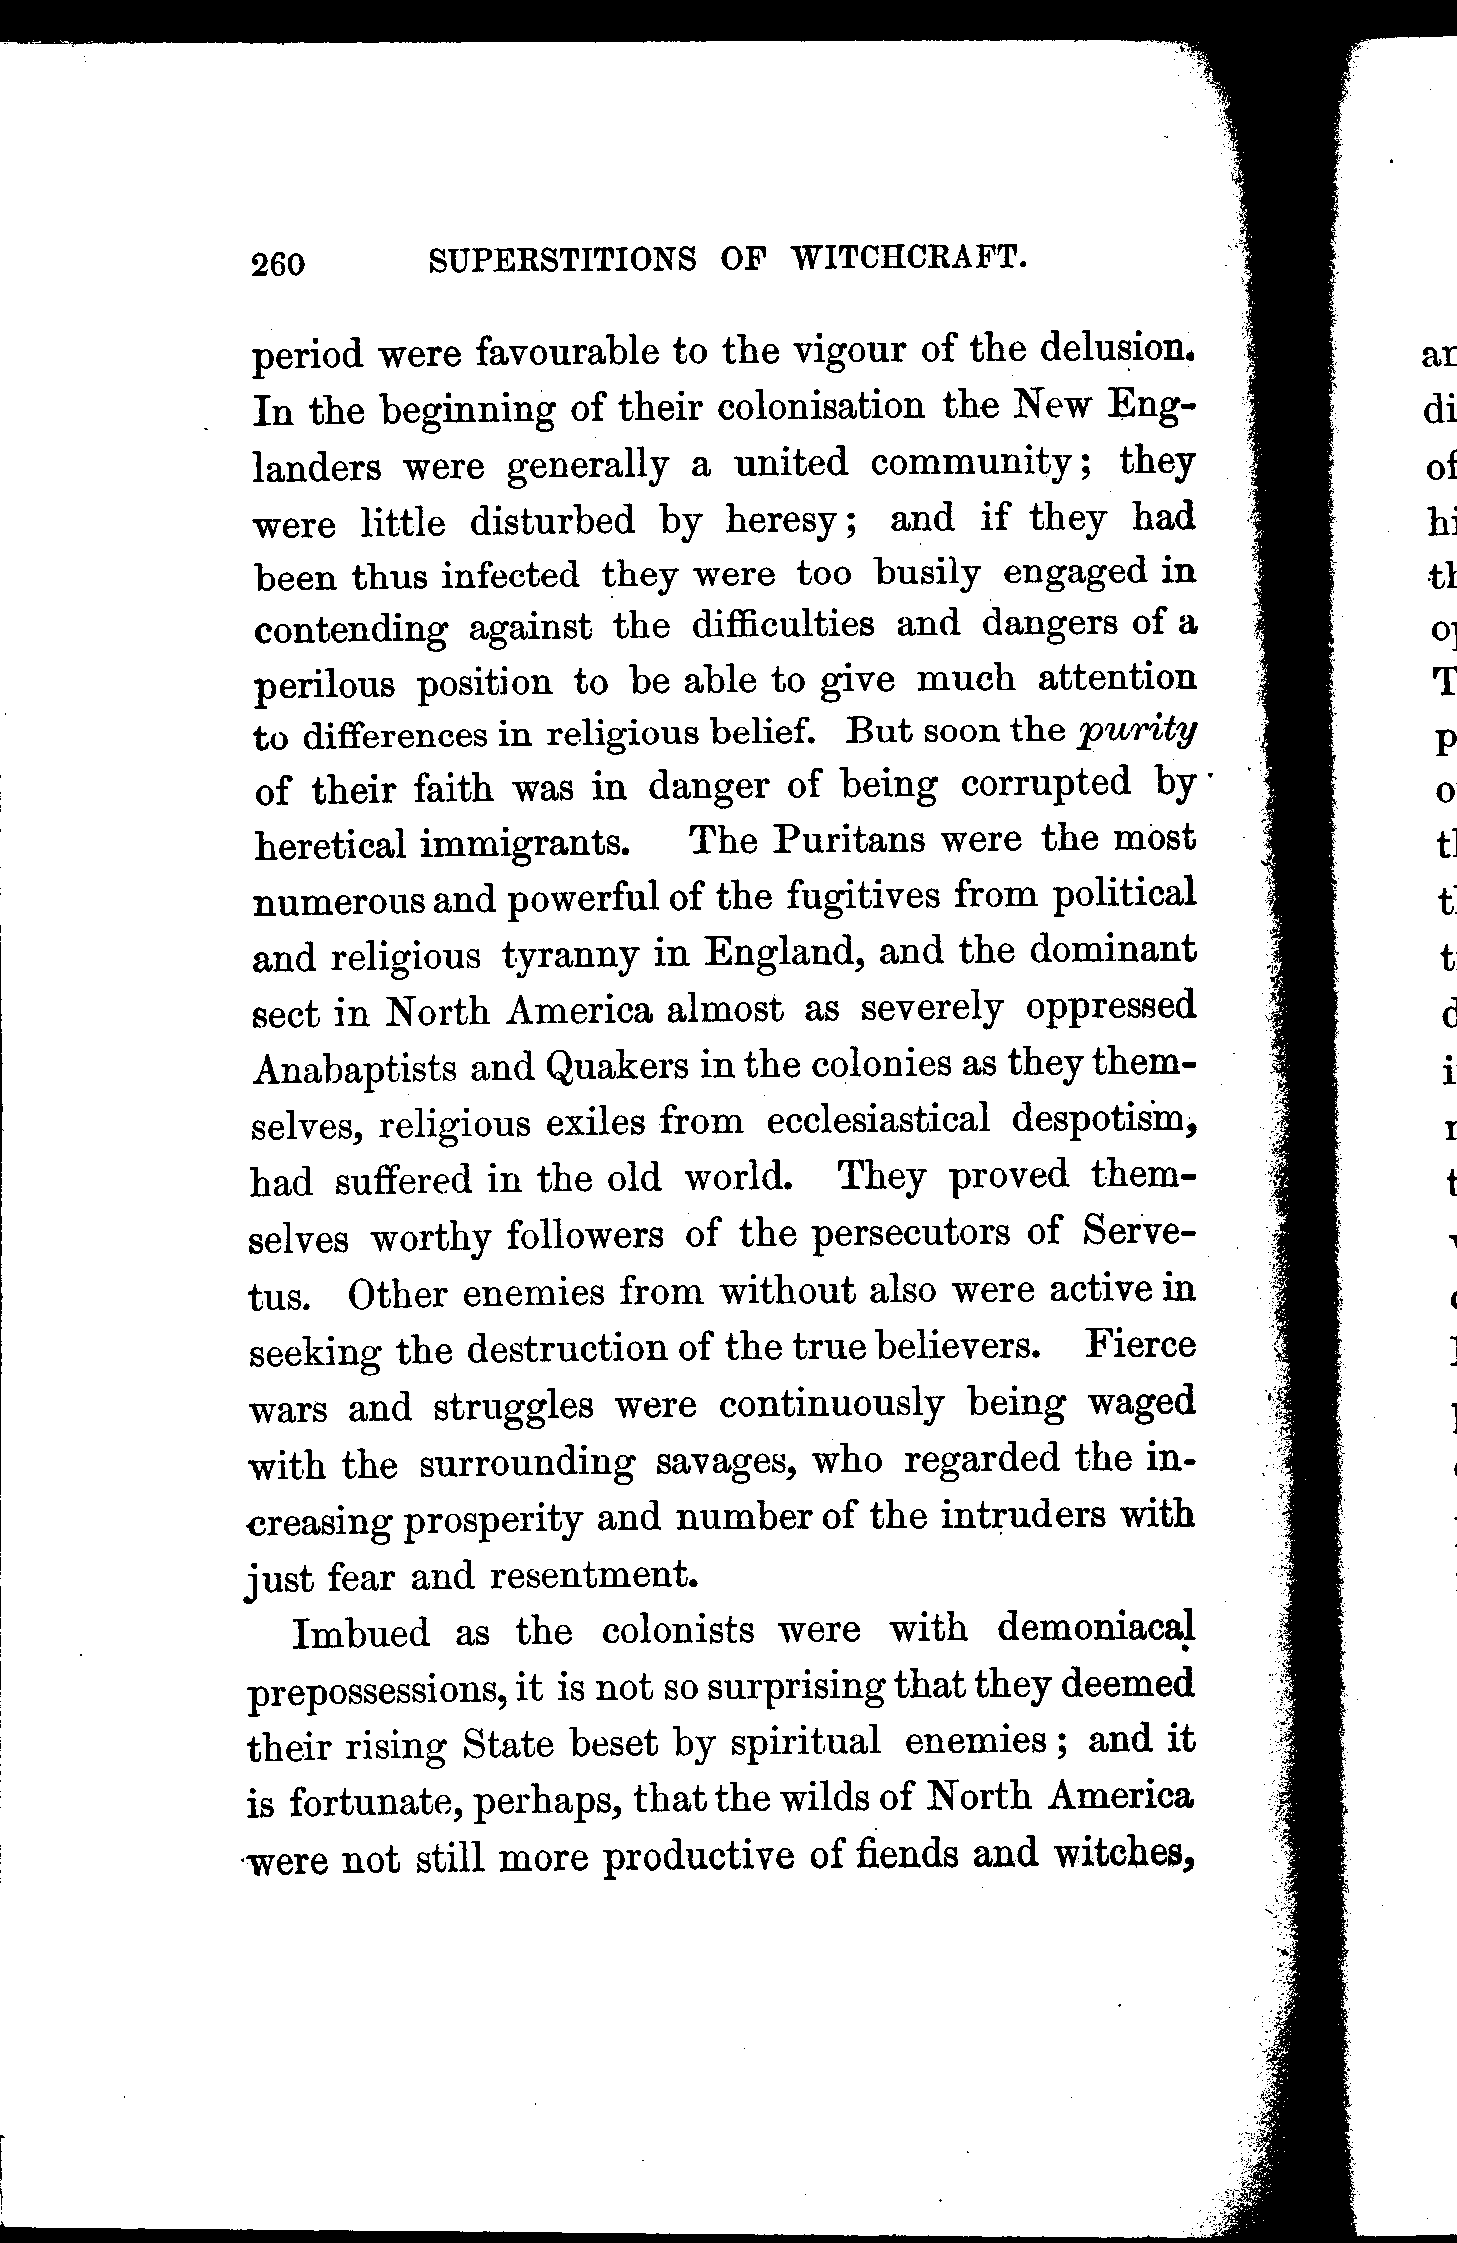 260 SUPERSTITIONS OF WITCHCRAFT.
period were favourable to the vigour of the delusion.
In the beginning of their colonisation the New Eng-
landers were generally a united community; they
were little disturbed by heresy; and if they had
been thus infected they were too busily engaged in
contending against the difficulties and dangers of a
perilous position to be able to give much attention
to differences in religious belief. But soon the purity
of their faith was in danger of being corrupted by
heretical immigrants. The Puritans were the most
numerous and powerful of the fugitives from political
and religious tyranny in England, and the dominant
sect in North America almost as severely oppressed
Anabaptists and Quakers in the colonies as they them-
selves, religious exiles from ecclesiastical despotism,
had suffered in the old world. They proved them-
selves worthy followers of the persecutors of Serve-
tus. Other enemies from without also were active in
seeking the destruction of the true believers. Fierce
wars and struggles were continuously being waged
with the surrounding savages, who regarded the in-
creasing prosperity and number of the intruders with
just fear and resentment.
Imbued as the colonists were with demoniacal
prepossessions, it is not so surprising that they deemed
their rising State beset by spiritual enemies; and it
is fortunate, perhaps, that the wilds of North America
were not still more productive of fiends and witches,